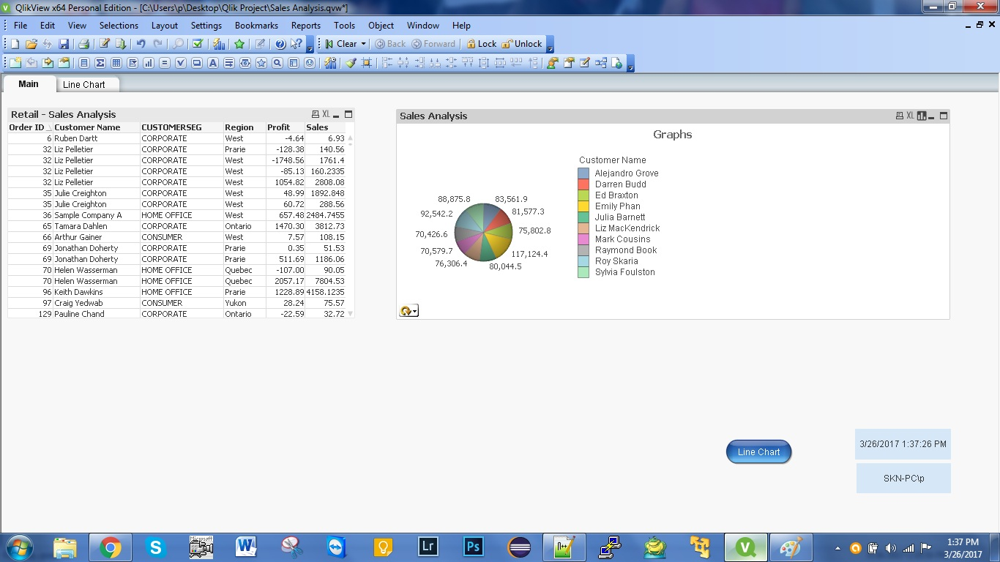 QlikView x64 Personal Edition - [C:\Users\p\Desktop\Qlik Project\Sales Analysis.qvw*]
File Edit View Selections Layout Settings Bookmarks Reports Tools Object Window Help
Clear Back Forward Lock Unlock
Main Line Chart
Retail - Sales Analysis XL
Order ID Customer Name CUSTOMERSEG Region Profit Sales
6 Ruben Dartt CORPORATE West -4.64 6.93
32 Liz Pelletier CORPORATE Prarie -128.38 140.56
32 Liz Pelletier CORPORATE West -1748.56 1761.4
32 Liz Pelletier CORPORATE West -85.13 160.2335
32 Liz Pelletier CORPORATE West 1054.82 2808.08
35 Julie Creighton CORPORATE West 48.99 1892.848
35 Julie Creighton CORPORATE West 60.72 288.56
36 Sample Company A HOME OFFICE West 657.48 2484.7455
65 Tamara Dahlen CORPORATE Ontario 1470.30 3812.73
66 Arthur Gainer CONSUMER West 7.57 108.15
69 Jonathan Doherty CORPORATE Prarie 0.35 51.53
69 Jonathan Doherty CORPORATE Prarie 511.69 1186.06
70 Helen Wasserman HOME OFFICE Quebec -107.00 90.05
70 Helen Wasserman HOME OFFICE Quebec 2057.17 7804.53
96 Keith Dawkins HOME OFFICE Prarie 1228.89 4158.1235
97 Craig Yedwab CONSUMER Yukon 28.24 75.57
129 Pauline Chand CORPORATE Ontario -22.59 32.72
Sales Analysis XL
Graphs
88,875.8 83,561.9
92,542.2 81,577.3
70,426.6 75,802.8
70,579.7 117,124.4
76,306.4 80,044.5
Customer Name
Alejandro Grove
Darren Budd
Ed Braxton
Emily Phan
Julia Barnett
Liz MacKendrick
Mark Cousins
Raymond Book
Roy Skaria
Sylvia Foulston
Line Chart
3/26/2017 1:37:26 PM
SKN-PC\p
Microsoft
Lr Ps
1:37 PM
3/26/2017